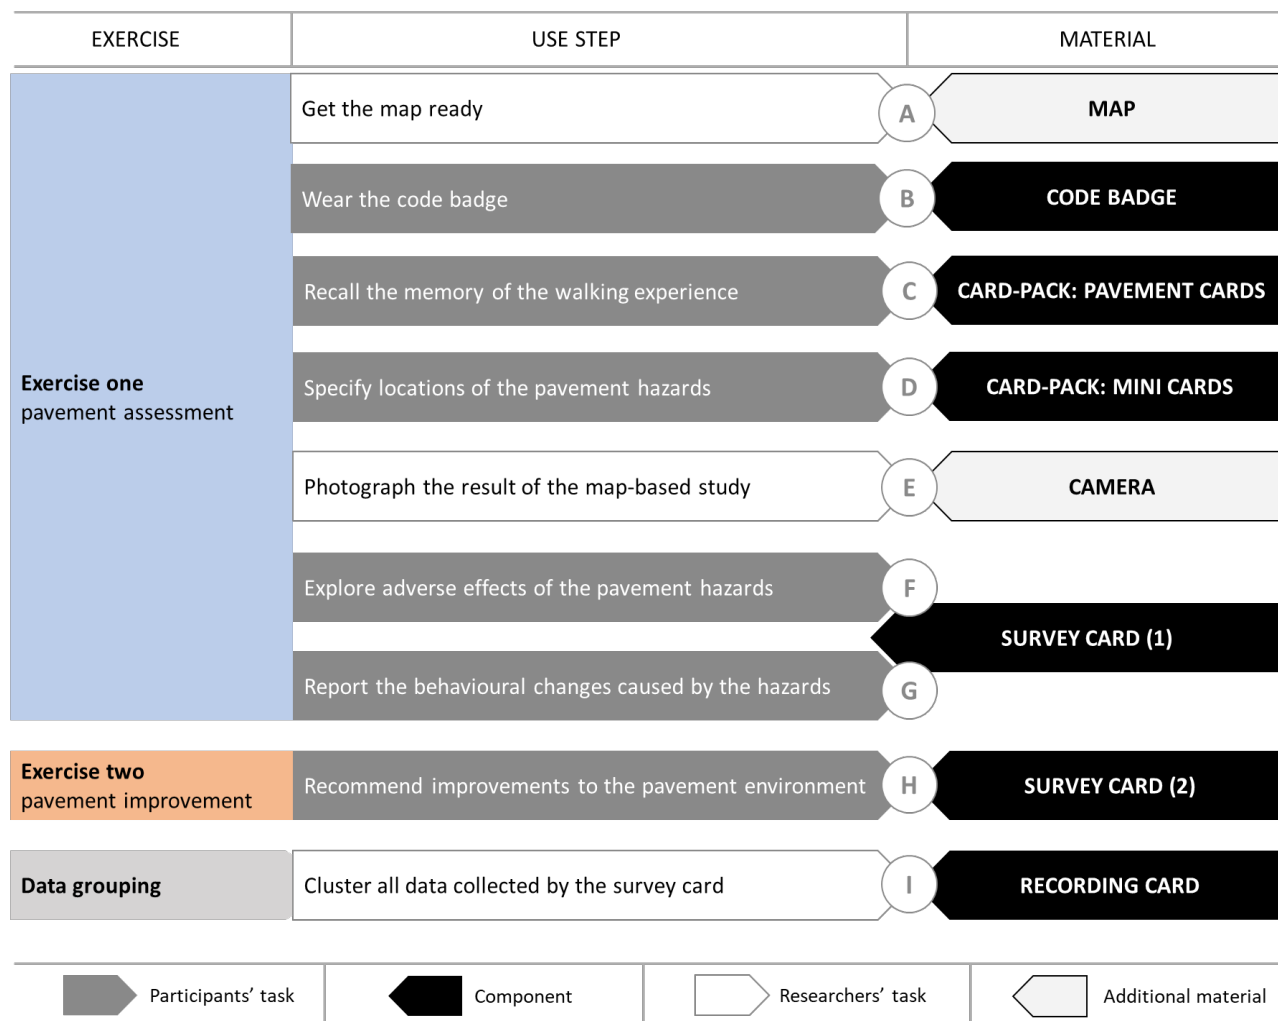 EXERCISE
USE STEP
MATERIAL
Get the map ready
A
MAP
Wear the code badge
B
CODE BADGE
Recall the memory of the walking experience
C
CARD-PACK: PAVEMENT CARDS
Exercise one
pavement assessment
Specify locations of the pavement hazards
D
CARD-PACK: MINI CARDS
Photograph the result of the map-based study
E
CAMERA
Explore adverse effects of the pavement hazards
F
SURVEY CARD (1)
Report the behavioural changes caused by the hazards
G
Exercise two
pavement improvement
Recommend improvements to the pavement environment
H
SURVEY CARD (2)
Data grouping
Cluster all data collected by the survey card
I
RECORDING CARD
Participants’ task
Component
Researchers’ task
Additional material